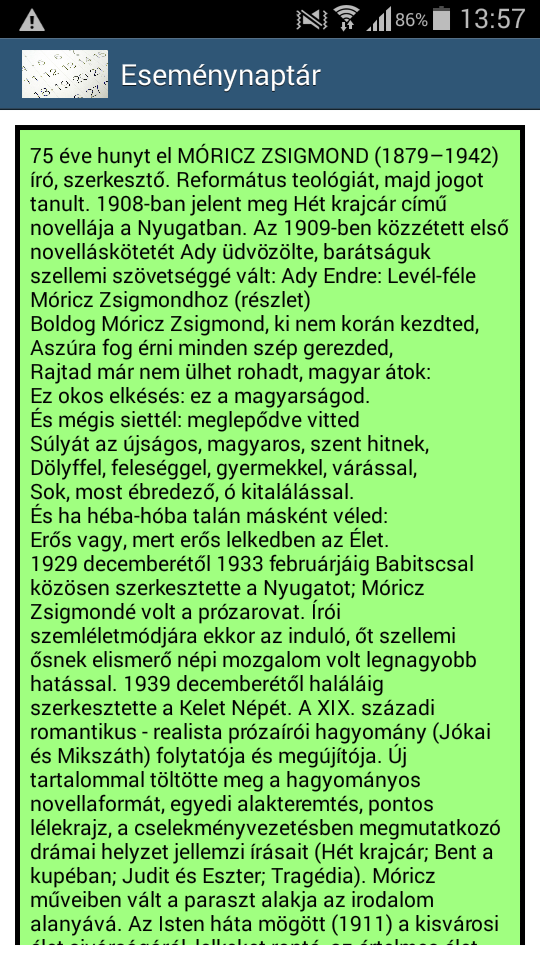 86% 13:57
Eseménynaptár
75 éve hunyt el MÓRICZ ZSIGMOND (1879–1942)
író, szerkesztő. Református teológiát, majd jogot
tanult. 1908-ban jelent meg Hét krajcár című
novellája a Nyugatban. Az 1909-ben közzétett első
novelláskötetét Ady üdvözölte, barátságuk
szellemi szövetséggé vált: Ady Endre: Levél-féle
Móricz Zsigmondhoz (részlet)
Boldog Móricz Zsigmond, ki nem korán kezdted,
Aszúra fog érni minden szép gerezded,
Rajtad már nem ülhet rohadt, magyar átok:
Ez okos elkésés: ez a magyarságod.
És mégis siettél: meglepődve vitted
Súlyát az újságos, magyaros, szent hitnek,
Dölyffel, feleséggel, gyermekkel, várással,
Sok, most ébredező, ó kitalálással.
És ha héba-hóba talán másként véled:
Erős vagy, mert erős lelkedben az Élet.
1929 decemberétől 1933 februárjáig Babitscsal
közösen szerkesztette a Nyugatot; Móricz
Zsigmondé volt a prózarovat. Írói
szemléletmódjára ekkor az induló, őt szellemi
ősnek elismerő népi mozgalom volt legnagyobb
hatással. 1939 decemberétől haláláig
szerkesztette a Kelet Népét. A XIX. századi
romantikus - realista prózaírói hagyomány (Jókai
és Mikszáth) folytatója és megújítója. Új
tartalommal töltötte meg a hagyományos
novellaformát, egyedi alakteremtés, pontos
lélekrajz, a cselekményvezetésben megmutatkozó
drámai helyzet jellemzi írásait (Hét krajcár; Bent a
kupéban; Judit és Eszter; Tragédia). Móricz
műveiben vált a paraszt alakja az irodalom
alanyává. Az Isten háta mögött (1911) a kisvárosi